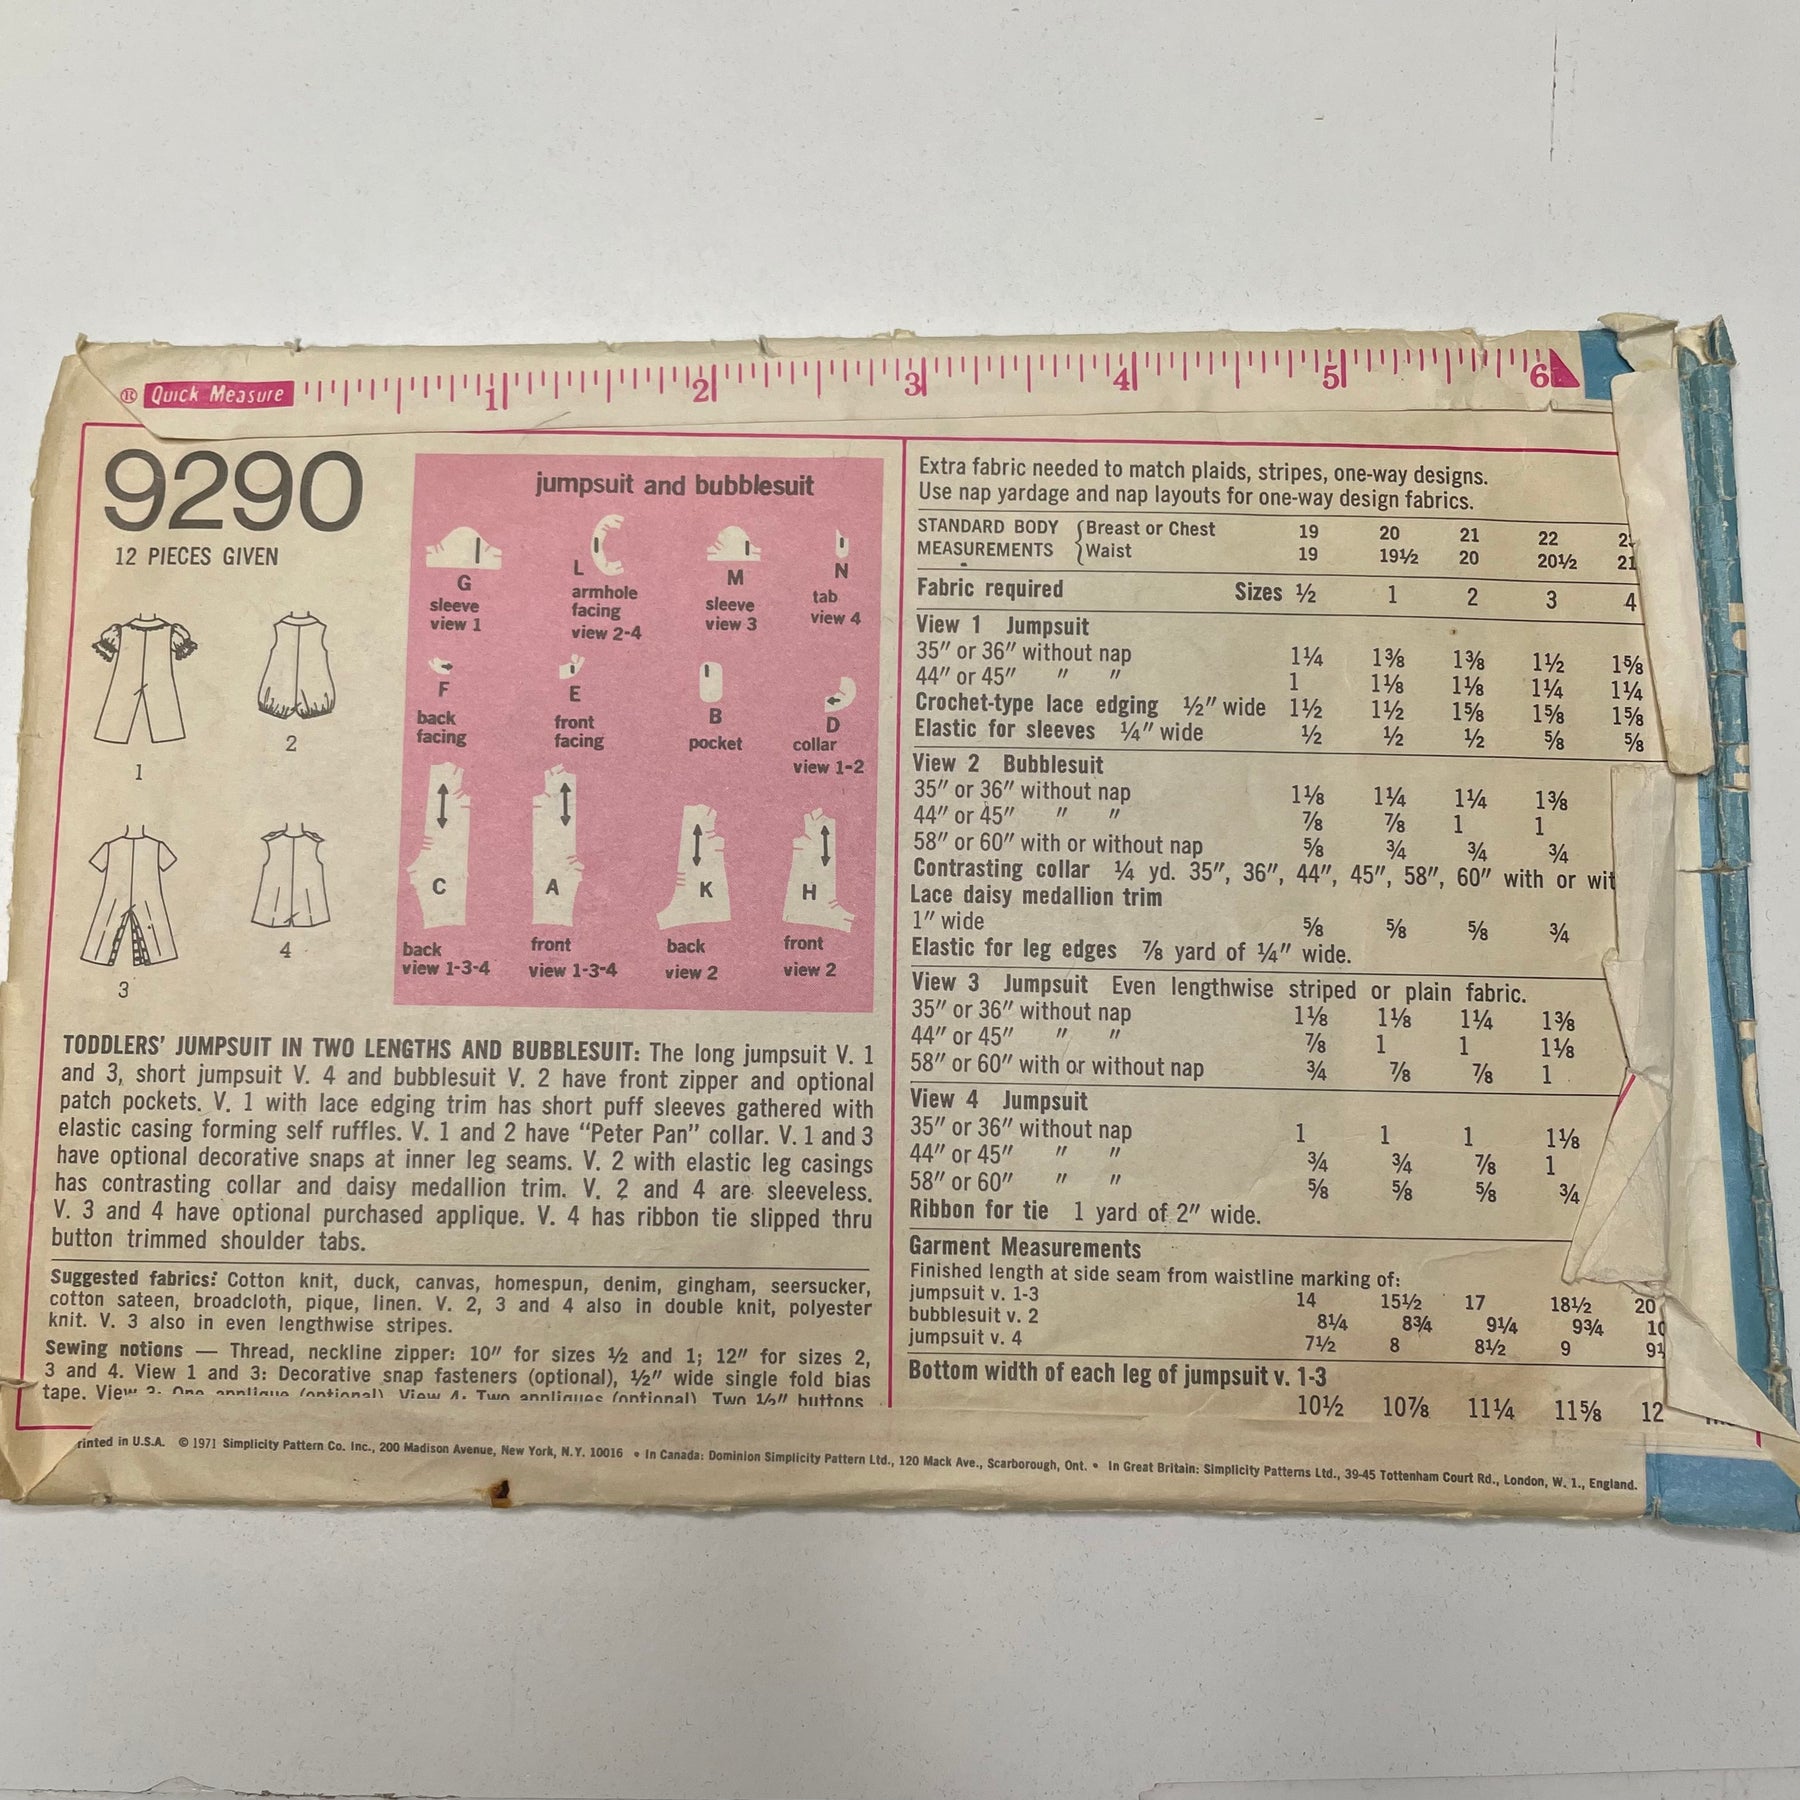 ® Quick Measure 1 2 3 4 5 6
9290
12 PIECES GIVEN
1
2
3
4
jumpsuit and bubblesuit
G
sleeve
view 1
L
armhole
facing
view 2-4
M
sleeve
view 3
N
tab
view 4
F
back
facing
E
front
facing
B
pocket
D
collar
view 1-2
C
back
view 1-3-4
A
front
view 1-3-4
K
back
view 2
H
front
view 2
TODDLERS' JUMPSUIT IN TWO LENGTHS AND BUBBLESUIT: The long jumpsuit V. 1
and 3, short jumpsuit V. 4 and bubblesuit V. 2 have front zipper and optional
patch pockets. V. 1 with lace edging trim has short puff sleeves gathered with
elastic casing forming self ruffles. V. 1 and 2 have “Peter Pan” collar. V. 1 and 3
have optional decorative snaps at inner leg seams. V. 2 with elastic leg casings
has contrasting collar and daisy medallion trim. V. 2 and 4 are sleeveless.
V. 3 and 4 have optional purchased applique. V. 4 has ribbon tie slipped thru
button trimmed shoulder tabs.
Suggested fabrics: Cotton knit, duck, canvas, homespun, denim, gingham, seersucker,
cotton sateen, broadcloth, pique, linen. V. 2, 3 and 4 also in double knit, polyester
knit. V. 3 also in even lengthwise stripes.
Sewing notions — Thread, neckline zipper: 10" for sizes ½ and 1; 12" for sizes 2,
3 and 4. View 1 and 3: Decorative snap fasteners (optional), ½" wide single fold bias
tape. View 3: One applique (optional) View 4: Two appliques (optional) Two ½" buttons
Extra fabric needed to match plaids, stripes, one-way designs.
Use nap yardage and nap layouts for one-way design fabrics.
STANDARD BODY { Breast or Chest 19 20 21 22
MEASUREMENTS { Waist 19 19½ 20 20½ 21
Fabric required Sizes ½ 1 2 3 4
View 1 Jumpsuit
35" or 36" without nap 1¼ 1⅜ 1⅜ 1½ 1⅝
44" or 45" " " 1 1⅛ 1⅛ 1¼ 1¼
Crochet-type lace edging ½" wide 1½ 1½ 1⅝ 1⅝ 1⅝
Elastic for sleeves ¼" wide ½ ½ ½ ⅝ ⅝
View 2 Bubblesuit
35" or 36" without nap 1⅛ 1¼ 1¼ 1⅜
44" or 45" " " ⅞ ⅞ 1 1
58" or 60" with or without nap ⅝ ¾ ¾ ¾
Contrasting collar ¼ yd. 35", 36", 44", 45", 58", 60" with or wit
Lace daisy medallion trim
1" wide ⅝ ⅝ ⅝ ¾
Elastic for leg edges ⅞ yard of ¼" wide.
View 3 Jumpsuit Even lengthwise striped or plain fabric.
35" or 36" without nap 1⅛ 1⅛ 1¼ 1⅜
44" or 45" " " ⅞ 1 1 1⅛
58" or 60" with or without nap ¾ ⅞ ⅞ 1
View 4 Jumpsuit
35" or 36" without nap 1 1 1 1⅛
44" or 45" " " ¾ ¾ ⅞ 1
58" or 60" " " ⅝ ⅝ ⅝ ¾
Ribbon for tie 1 yard of 2" wide.
Garment Measurements
Finished length at side seam from waistline marking of:
jumpsuit v. 1-3 14 15½ 17 18½ 20
bubblesuit v. 2 8¼ 8¾ 9¼ 9¾ 10
jumpsuit v. 4 7½ 8 8½ 9 9
Bottom width of each leg of jumpsuit v. 1-3
10½ 10⅞ 11¼ 11⅝ 12
rinted in U.S.A. © 1971 Simplicity Pattern Co. Inc., 200 Madison Avenue, New York, N.Y. 10016 • In Canada: Dominion Simplicity Pattern Ltd., 120 Mack Ave., Scarborough, Ont. • In Great Britain: Simplicity Patterns Ltd., 39-45 Tottenham Court Rd., London, W. 1., England.